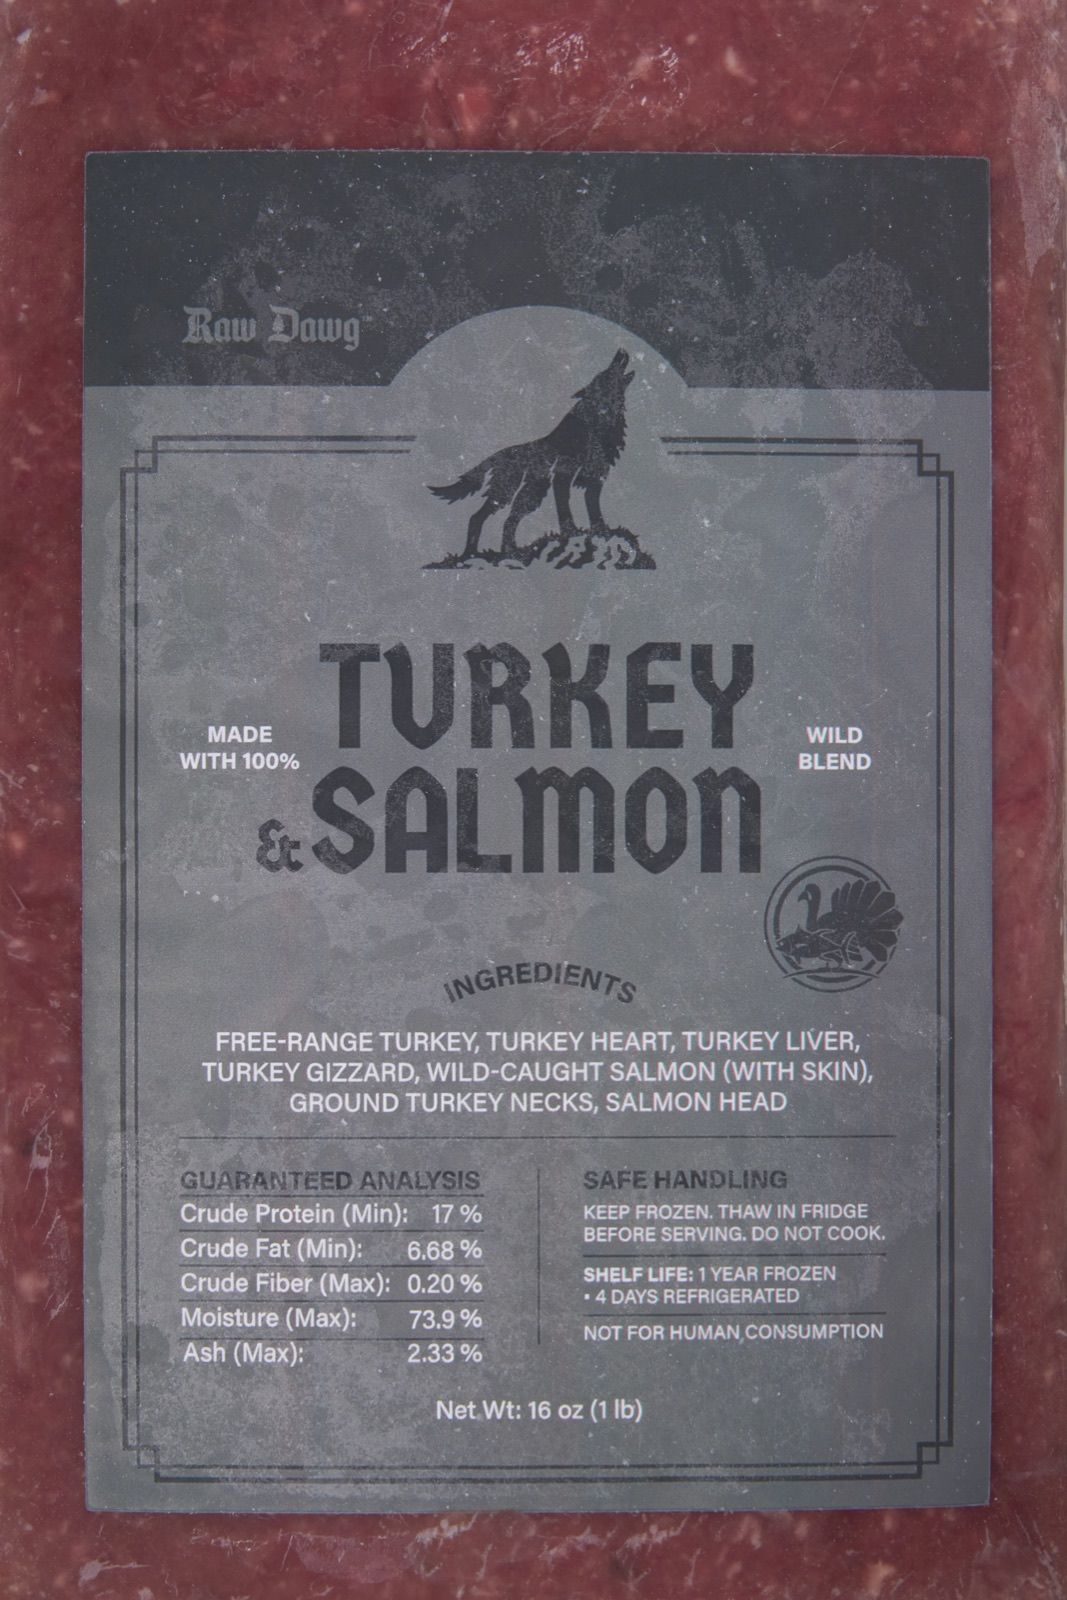 Raw Dawg™
TURKEY
MADE
WITH 100%
WILD
BLEND
& SALMON
INGREDIENTS
FREE-RANGE TURKEY, TURKEY HEART, TURKEY LIVER,
TURKEY GIZZARD, WILD-CAUGHT SALMON (WITH SKIN),
GROUND TURKEY NECKS, SALMON HEAD
GUARANTEED ANALYSIS
Crude Protein (Min): 17 %
Crude Fat (Min): 6.68 %
Crude Fiber (Max): 0.20 %
Moisture (Max): 73.9 %
Ash (Max): 2.33 %
SAFE HANDLING
KEEP FROZEN. THAW IN FRIDGE
BEFORE SERVING. DO NOT COOK.
SHELF LIFE: 1 YEAR FROZEN
• 4 DAYS REFRIGERATED
NOT FOR HUMAN CONSUMPTION
Net Wt: 16 oz (1 lb)